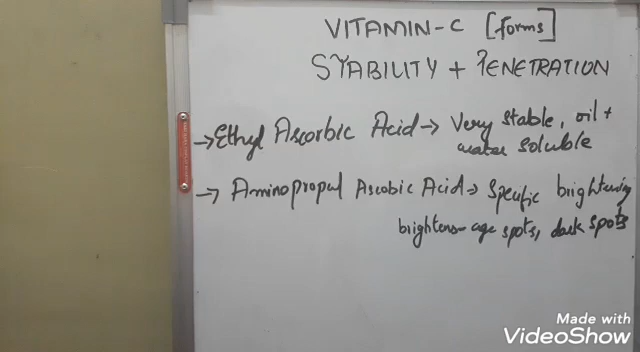 VITAMIN-C [forms]
STABILITY + PENETRATION
→ Ethyl Ascorbic Acid → Very stable, oil +
water soluble
→ Aminopropyl Ascobic Acid → Specific brightening
brightens age spots, dark spots
Made with
VideoShow